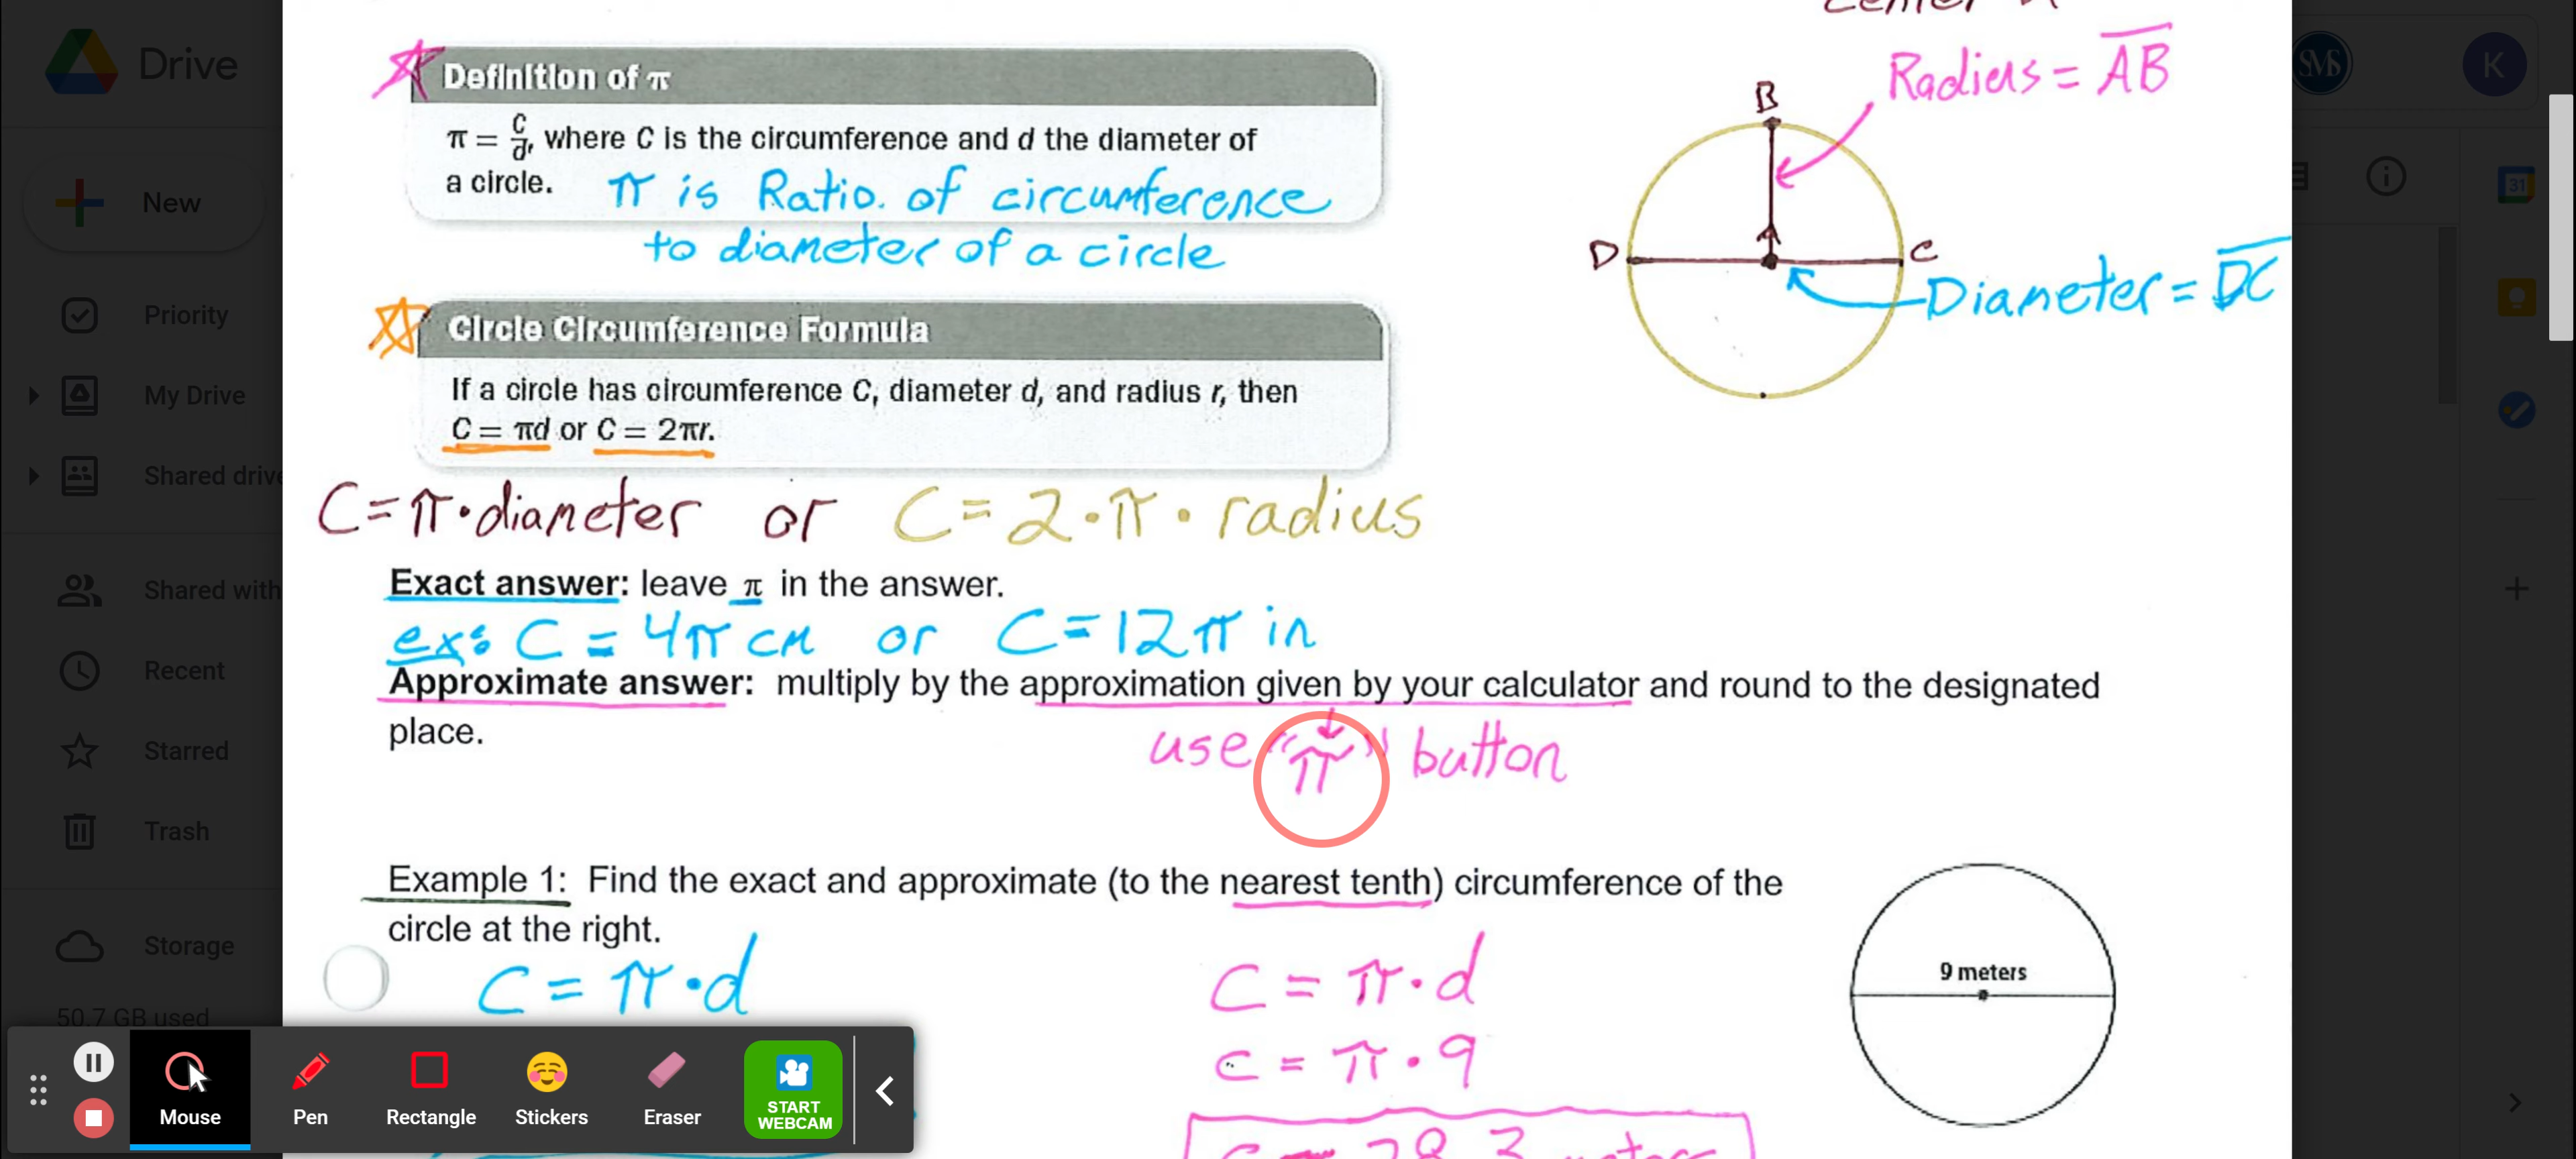 Drive
New
Priority
My Drive
Shared drive
Shared with
Recent
Starred
Trash
Storage
50.7 GB used
SMS
K
31
Center
Definition of π
π = C/d, where C is the circumference and d the diameter of
a circle.
π is Ratio. of circumference
to diameter of a circle
Radius = AB
B
D
C
A
Diameter = DC
Circle Circumference Formula
If a circle has circumference C, diameter d, and radius r, then
C = πd or C = 2πr.
C = π · diameter or C = 2 · π · radius
Exact answer: leave π in the answer.
ex: C = 4π cm or C = 12π in
Approximate answer: multiply by the approximation given by your calculator and round to the designated
place.
use "π" button
Example 1: Find the exact and approximate (to the nearest tenth) circumference of the
circle at the right.
9 meters
C = π · d
C = π · d
C = π · 9
C = 28.3 meters
Mouse
Pen
Rectangle
Stickers
Eraser
START
WEBCAM